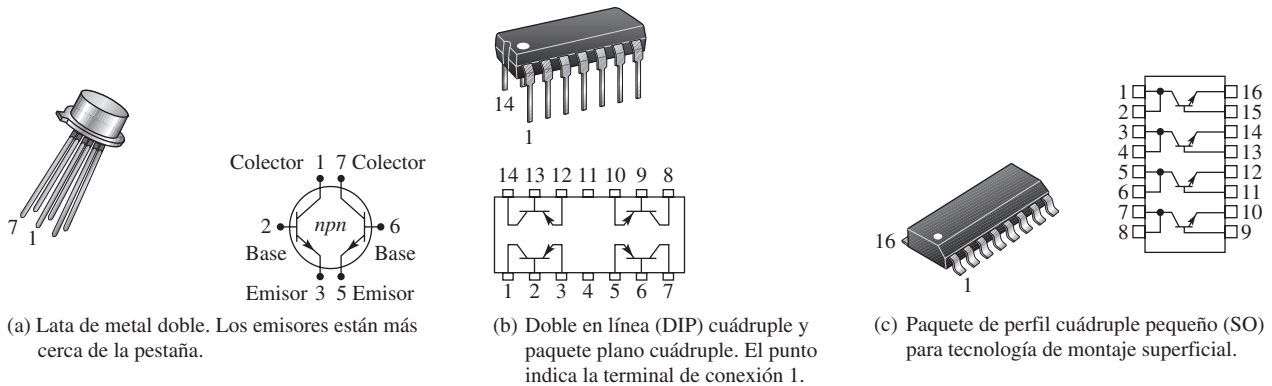 7
1
Colector 1 7 Colector
2 npn 6
Base Base
Emisor 3 5 Emisor
(a) Lata de metal doble. Los emisores están más
cerca de la pestaña.
14
1
14 13 12 11 10 9 8
1 2 3 4 5 6 7
(b) Doble en línea (DIP) cuádruple y
paquete plano cuádruple. El punto
indica la terminal de conexión 1.
16
1
1 16
2 15
3 14
4 13
5 12
6 11
7 10
8 9
(c) Paquete de perfil cuádruple pequeño (SO)
para tecnología de montaje superficial.